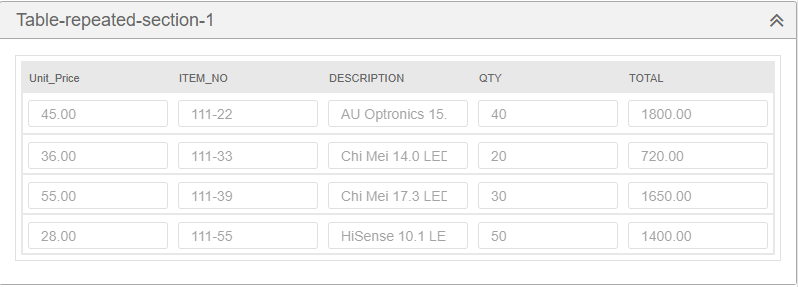 Table-repeated-section-1
Unit_Price ITEM_NO DESCRIPTION QTY TOTAL
45.00 111-22 AU Optronics 15. 40 1800.00
36.00 111-33 Chi Mei 14.0 LED 20 720.00
55.00 111-39 Chi Mei 17.3 LED 30 1650.00
28.00 111-55 HiSense 10.1 LE 50 1400.00